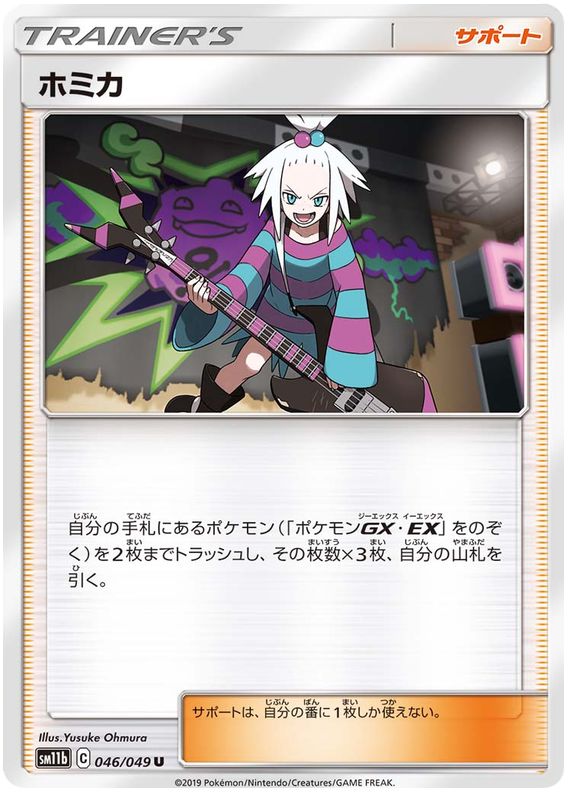 TRAINER'S
サポート
ホミカ
自分の手札にあるポケモン(「ポケモンGX・EX」をのぞ
く)を2枚までトラッシュし、その枚数×3枚、自分の山札を
引く。
サポートは、自分の番に1枚しか使えない。
Illus.Yusuke Ohmura
sm11b C 046/049 U
©2019 Pokémon/Nintendo/Creatures/GAME FREAK.